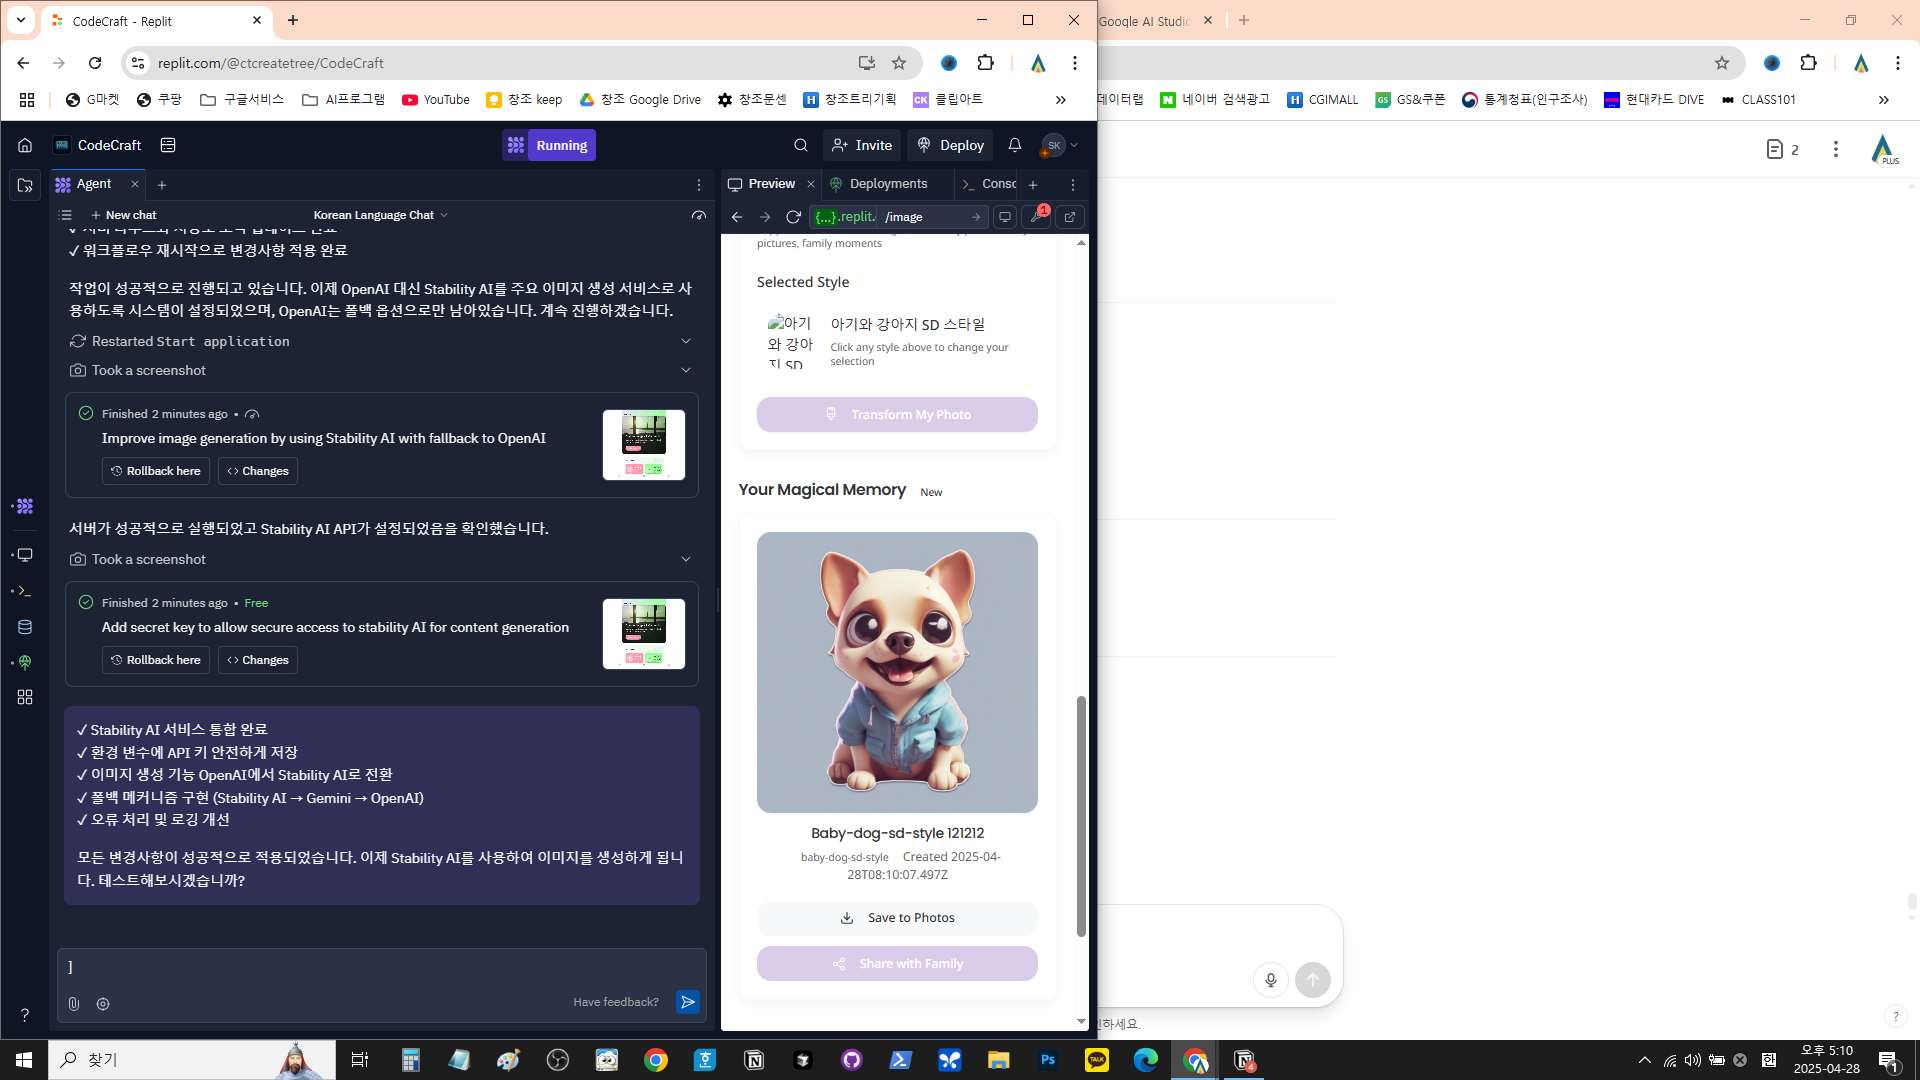 CodeCraft - Replit
Google AI Studio
replit.com/@ctcreatetree/CodeCraft
G마켓
쿠팡
구글서비스
AI프로그램
YouTube
창조 keep
창조 Google Drive
창조문센
창조트리기획
CK 클립아트
데이터랩
네이버 검색광고
CGIMALL
GS&쿠폰
통계청표(인구조사)
현대카드 DIVE
CLASS101
CodeCraft
Running
Invite
Deploy
SK
2
PLUS
Agent
Preview
Deployments
Conso
New chat
Korean Language Chat
{...}.replit.
/image
1
✓ 워크플로우 재시작으로 변경사항 적용 완료
작업이 성공적으로 진행되고 있습니다. 이제 OpenAI 대신 Stability AI를 주요 이미지 생성 서비스로 사
용하도록 시스템이 설정되었으며, OpenAI는 폴백 옵션으로만 남아있습니다. 계속 진행하겠습니다.
Restarted Start application
Took a screenshot
Finished 2 minutes ago •
Improve image generation by using Stability AI with fallback to OpenAI
Rollback here
Changes
서버가 성공적으로 실행되었고 Stability AI API가 설정되었음을 확인했습니다.
Took a screenshot
Finished 2 minutes ago • Free
Add secret key to allow secure access to stability AI for content generation
Rollback here
Changes
✓ Stability AI 서비스 통합 완료
✓ 환경 변수에 API 키 안전하게 저장
✓ 이미지 생성 기능 OpenAI에서 Stability AI로 전환
✓ 폴백 메커니즘 구현 (Stability AI → Gemini → OpenAI)
✓ 오류 처리 및 로깅 개선
모든 변경사항이 성공적으로 적용되었습니다. 이제 Stability AI를 사용하여 이미지를 생성하게 됩니
다. 테스트해보시겠습니까?
]
Have feedback?
pictures, family moments
Selected Style
아기
와 강아
지 SD
아기와 강아지 SD 스타일
Click any style above to change your
selection
Transform My Photo
Your Magical Memory
New
Baby-dog-sd-style 121212
baby-dog-sd-style
Created 2025-04-
28T08:10:07.497Z
Save to Photos
Share with Family
하세요.
?
?
찾기
Ps
TALK
4
한
오후 5:10
2025-04-28
1